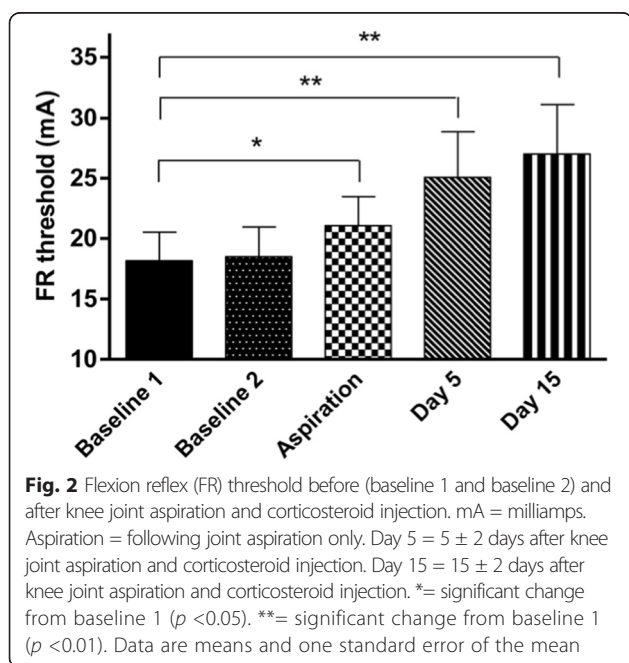 **
**
*
35
30
25
20
15
10
FR threshold (mA)
Baseline 1
Baseline 2
Aspiration
Day 5
Day 15
Fig. 2 Flexion reflex (FR) threshold before (baseline 1 and baseline 2) and
after knee joint aspiration and corticosteroid injection. mA = milliamps.
Aspiration = following joint aspiration only. Day 5 = 5 ± 2 days after knee
joint aspiration and corticosteroid injection. Day 15 = 15 ± 2 days after
knee joint aspiration and corticosteroid injection. *= significant change
from baseline 1 (p <0.05). **= significant change from baseline 1
(p <0.01). Data are means and one standard error of the mean